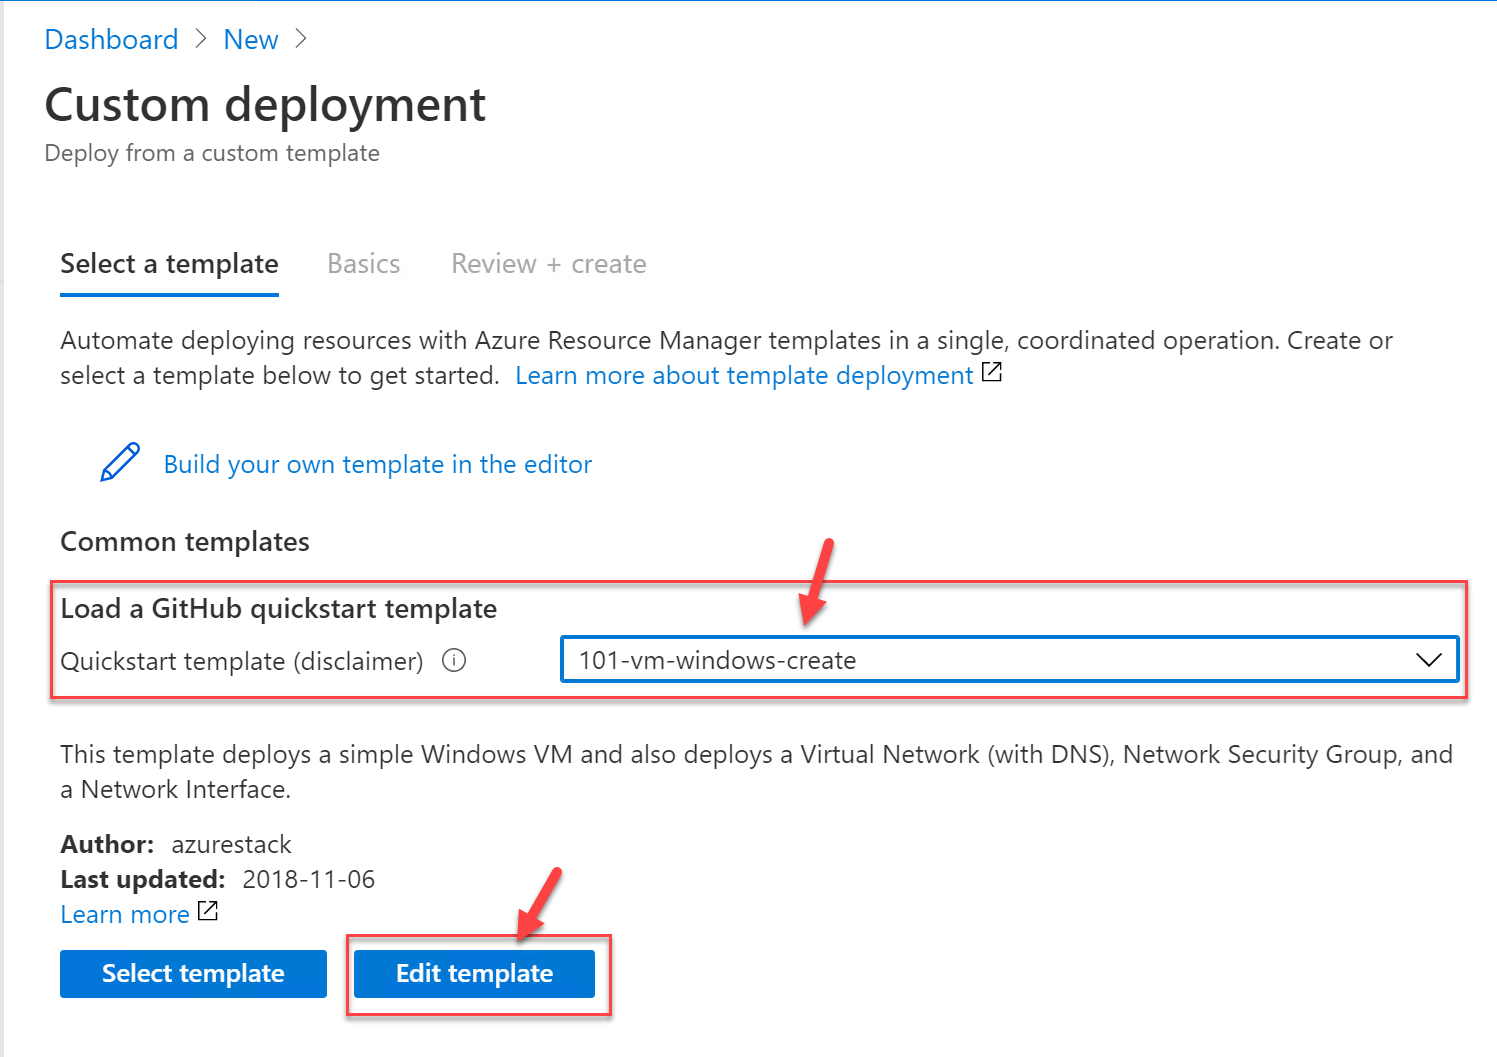 Dashboard > New >
Custom deployment
Deploy from a custom template
Select a template Basics Review + create
Automate deploying resources with Azure Resource Manager templates in a single, coordinated operation. Create or
select a template below to get started. Learn more about template deployment
Build your own template in the editor
Common templates
Load a GitHub quickstart template
Quickstart template (disclaimer) 101-vm-windows-create
This template deploys a simple Windows VM and also deploys a Virtual Network (with DNS), Network Security Group, and
a Network Interface.
Author: azurestack
Last updated: 2018-11-06
Learn more
Select template Edit template